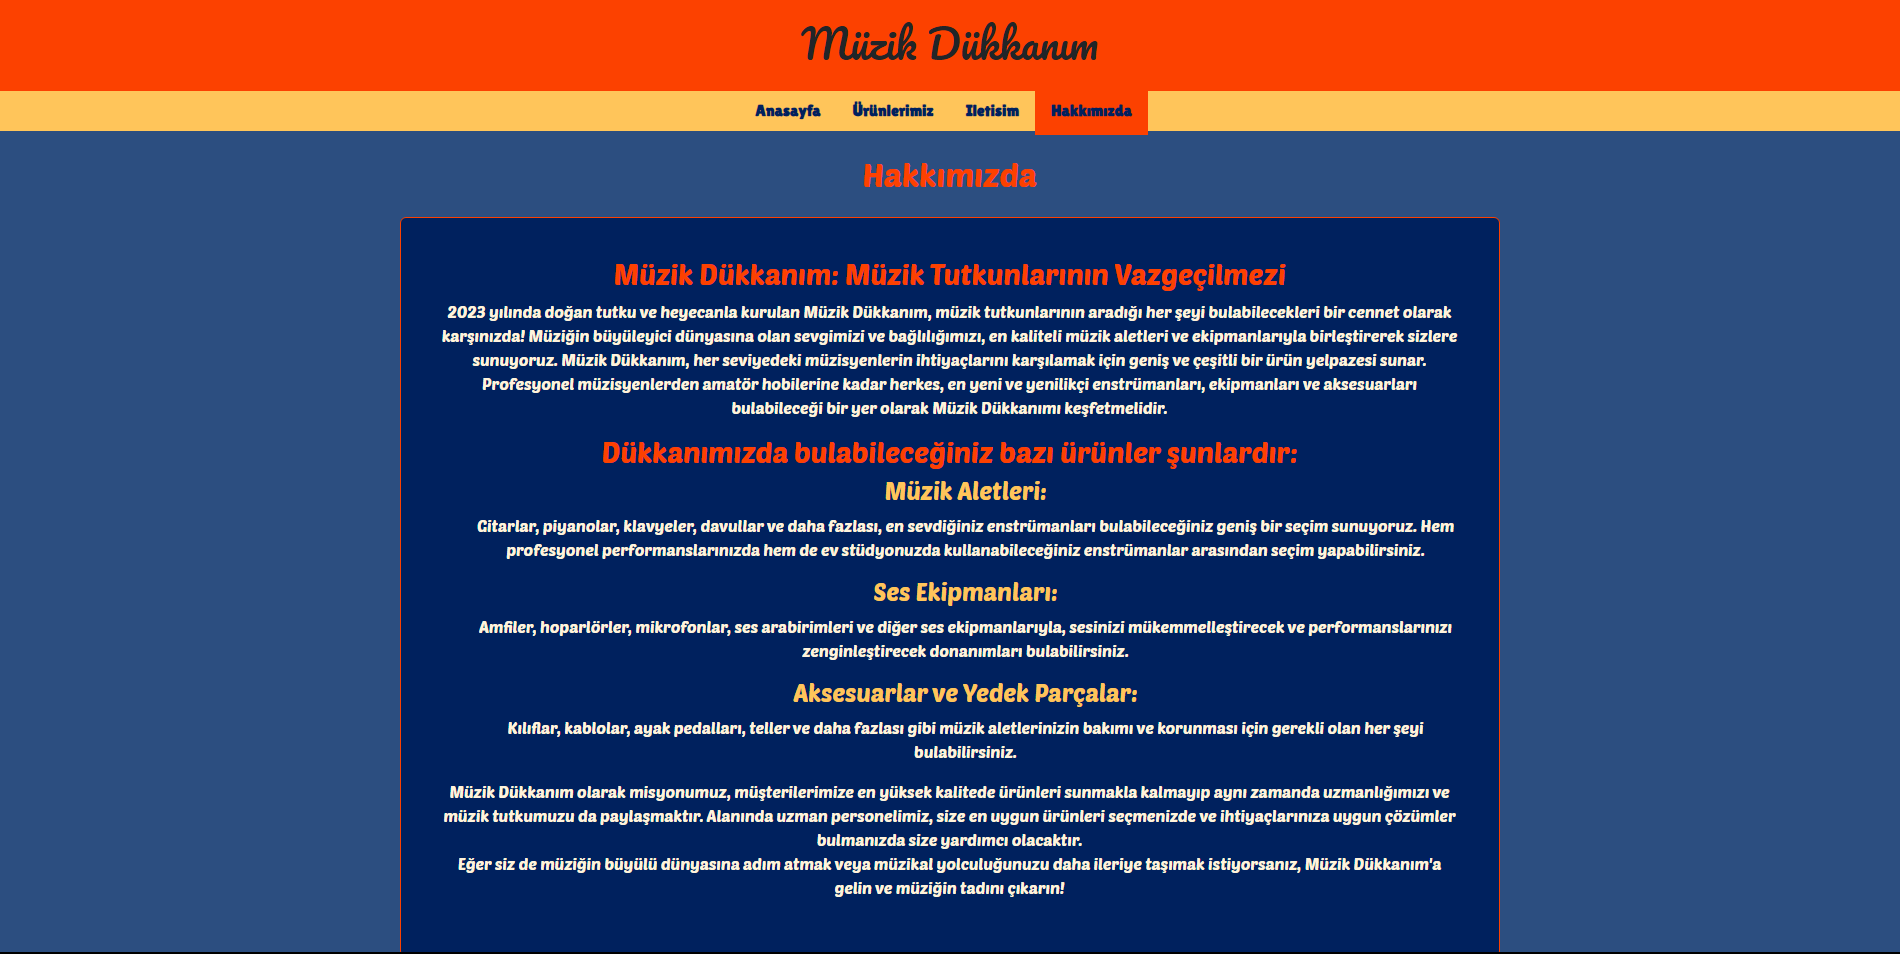 Müzik Dükkanım
Anasayfa Ürünlerimiz Iletisim Hakkımızda
Hakkımızda
Müzik Dükkanım: Müzik Tutkunlarının Vazgeçilmezi
2023 yılında doğan tutku ve heyecanla kurulan Müzik Dükkanım, müzik tutkunlarının aradığı her şeyi bulabilecekleri bir cennet olarak
karşınızda! Müziğin büyüleyici dünyasına olan sevgimizi ve bağlılığımızı, en kaliteli müzik aletleri ve ekipmanlarıyla birleştirerek sizlere
sunuyoruz. Müzik Dükkanım, her seviyedeki müzisyenlerin ihtiyaçlarını karşılamak için geniş ve çeşitli bir ürün yelpazesi sunar.
Profesyonel müzisyenlerden amatör hobilerine kadar herkes, en yeni ve yenilikçi enstrümanları, ekipmanları ve aksesuarları
bulabileceği bir yer olarak Müzik Dükkanımı keşfetmelidir.
Dükkanımızda bulabileceğiniz bazı ürünler şunlardır:
Müzik Aletleri:
Gitarlar, piyanolar, klavyeler, davullar ve daha fazlası, en sevdiğiniz enstrümanları bulabileceğiniz geniş bir seçim sunuyoruz. Hem
profesyonel performanslarınızda hem de ev stüdyonuzda kullanabileceğiniz enstrümanlar arasından seçim yapabilirsiniz.
Ses Ekipmanları:
Amfiler, hoparlörler, mikrofonlar, ses arabirimleri ve diğer ses ekipmanlarıyla, sesinizi mükemmelleştirecek ve performanslarınızı
zenginleştirecek donanımları bulabilirsiniz.
Aksesuarlar ve Yedek Parçalar:
Kılıflar, kablolar, ayak pedalları, teller ve daha fazlası gibi müzik aletlerinizin bakımı ve korunması için gerekli olan her şeyi
bulabilirsiniz.
Müzik Dükkanım olarak misyonumuz, müşterilerimize en yüksek kalitede ürünleri sunmakla kalmayıp aynı zamanda uzmanlığımızı ve
müzik tutkumuzu da paylaşmaktır. Alanında uzman personelimiz, size en uygun ürünleri seçmenizde ve ihtiyaçlarınıza uygun çözümler
bulmanızda size yardımcı olacaktır.
Eğer siz de müziğin büyülü dünyasına adım atmak veya müzikal yolculuğunuzu daha ileriye taşımak istiyorsanız, Müzik Dükkanım'a
gelin ve müziğin tadını çıkarın!